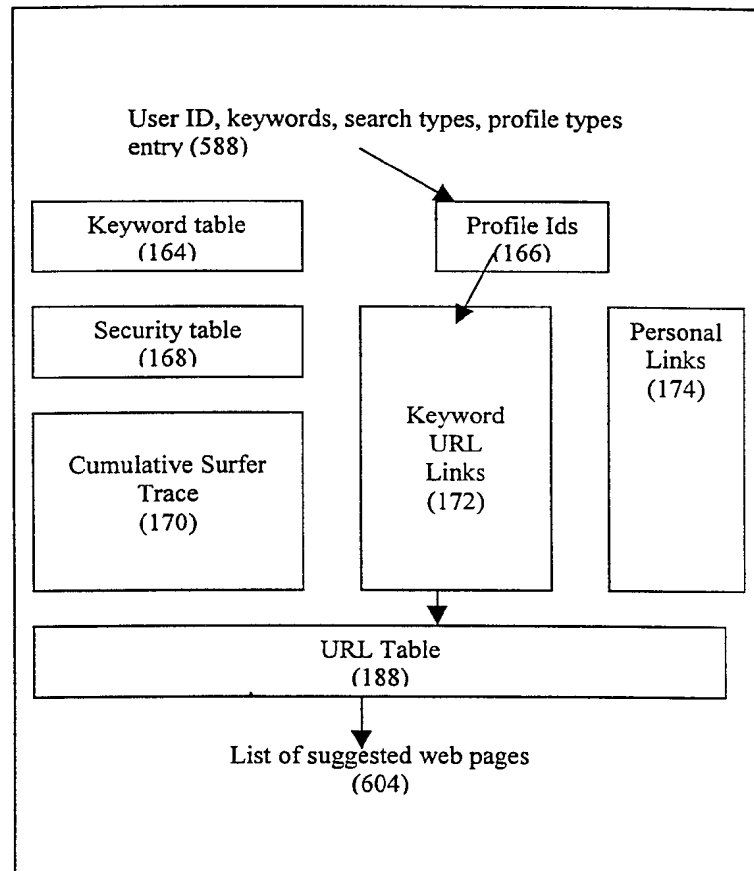 User ID, keywords, search types, profile types
entry (588)
Keyword table
(164)
Profile Ids
(166)
Security table
(168)
Personal
Links
(174)
Keyword
URL
Links
(172)
Cumulative Surfer
Trace
(170)
URL Table
(188)
List of suggested web pages
(604)